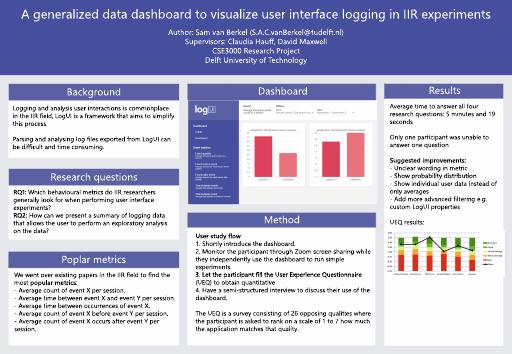 A generalized data dashboard to visualize user interface logging in IIR experiments
Author: Sam van Berkel (S.A.C.vanBerkel@tudelft.nl)
Supervisors: Claudia Hauff, David Maxwell
CSE3000 Research Project
Delft University of Technology
Background
Logging and analysis user interactions is commonplace
in the IIR field, LogUI is a framework that aims to simplify
this process.
Parsing and analysing log files exported from LogUI can
be difficult and time consuming.
Research questions
RQ1: Which behavioural metrics do IIR researchers
generally look for when performing user interface
experiments?
RQ2: How can we present a summary of logging data
that allows the user to perform an exploratory analysis
on the data?
Poplar metrics
We went over existing papers in the IIR field to find the
most popular metrics:
- Average count of event X per session.
- Average time between event X and event Y per session.
- Average time between occurrences of event X.
- Average count of event X before event Y per session.
- Average count of event X occurs after event Y per
session.
Dashboard
logUI
Method
User study flow
1. Shortly introduce the dashboard.
2. Monitor the participant through Zoom screen sharing while
they independently use the dashboard to run simple
experiments.
3. Let the participant fill the User Experience Questionnaire
(UEQ) to obtain quantitative
4. Have a semi-structured interview to discuss their use of the
dashboard.
The UEQ is a survey consisting of 26 opposing qualities where
the participant is asked to rank on a scale of 1 to 7 how much
the application matches that quality.
Results
Average time to answer all four
research questions: 5 minutes and 19
seconds
Only one participant was unable to
answer one question
Suggested improvements:
- Unclear wording in metric
- Show probability distribution
- Show individual user data instead of
only averages
- Add more advanced filtering e.g.
custom LogUI properties
UEQ results: